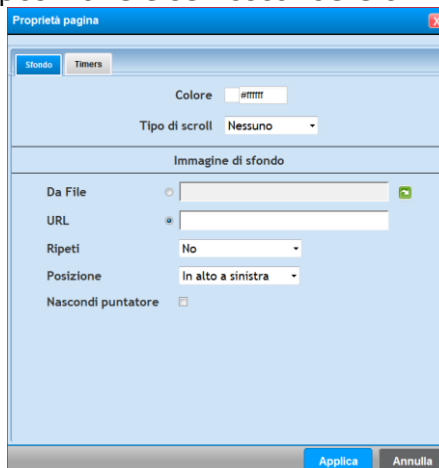 Proprietà pagina
X
Sfondo Timers
Colore #ffffff
Tipo di scroll Nessuno
Immagine di sfondo
Da File
URL
Ripeti No
Posizione In alto a sinistra
Nascondi puntatore
Applica Annulla